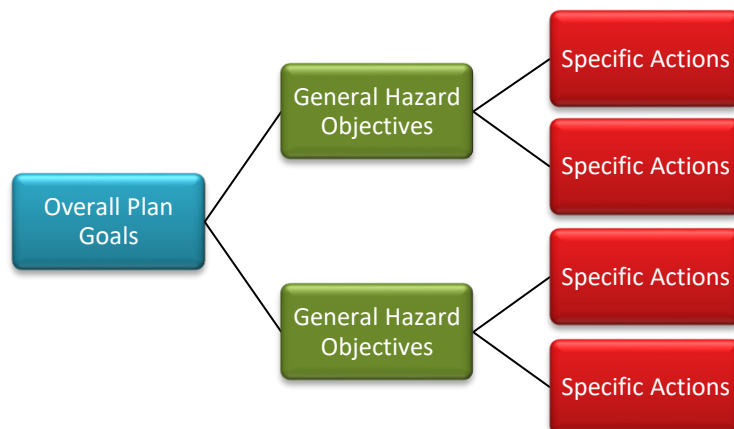 Specific Actions
General Hazard
Objectives
Specific Actions
Overall Plan
Goals
Specific Actions
General Hazard
Objectives
Specific Actions